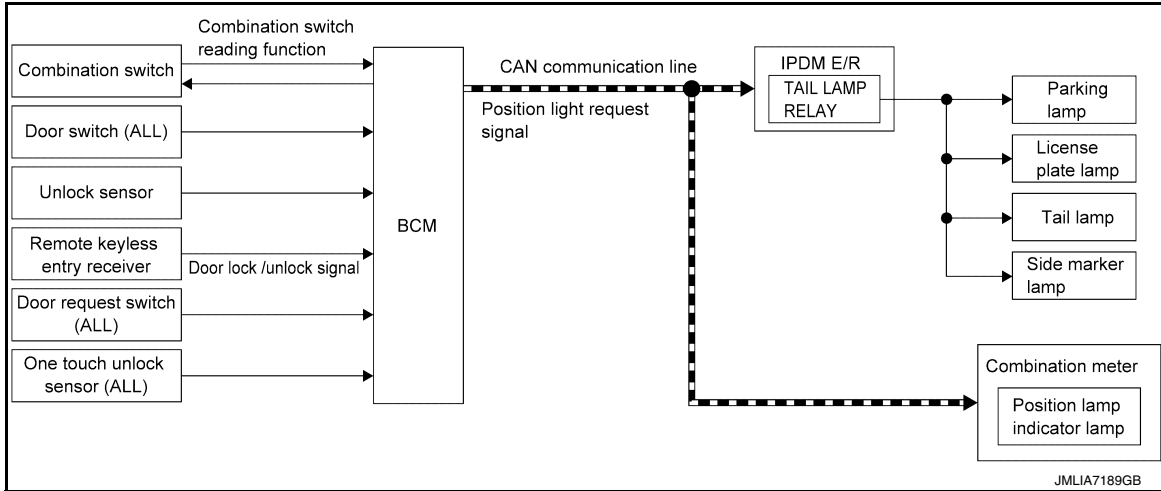 Combination switch
reading function
Combination switch
Door switch (ALL)
Unlock sensor
Remote keyless
entry receiver
Door lock /unlock signal
Door request switch
(ALL)
One touch unlock
sensor (ALL)
BCM
CAN communication line
Position light request
signal
IPDM E/R
TAIL LAMP
RELAY
Parking
lamp
License
plate lamp
Tail lamp
Side marker
lamp
Combination meter
Position lamp
indicator lamp
JMLIA7189GB